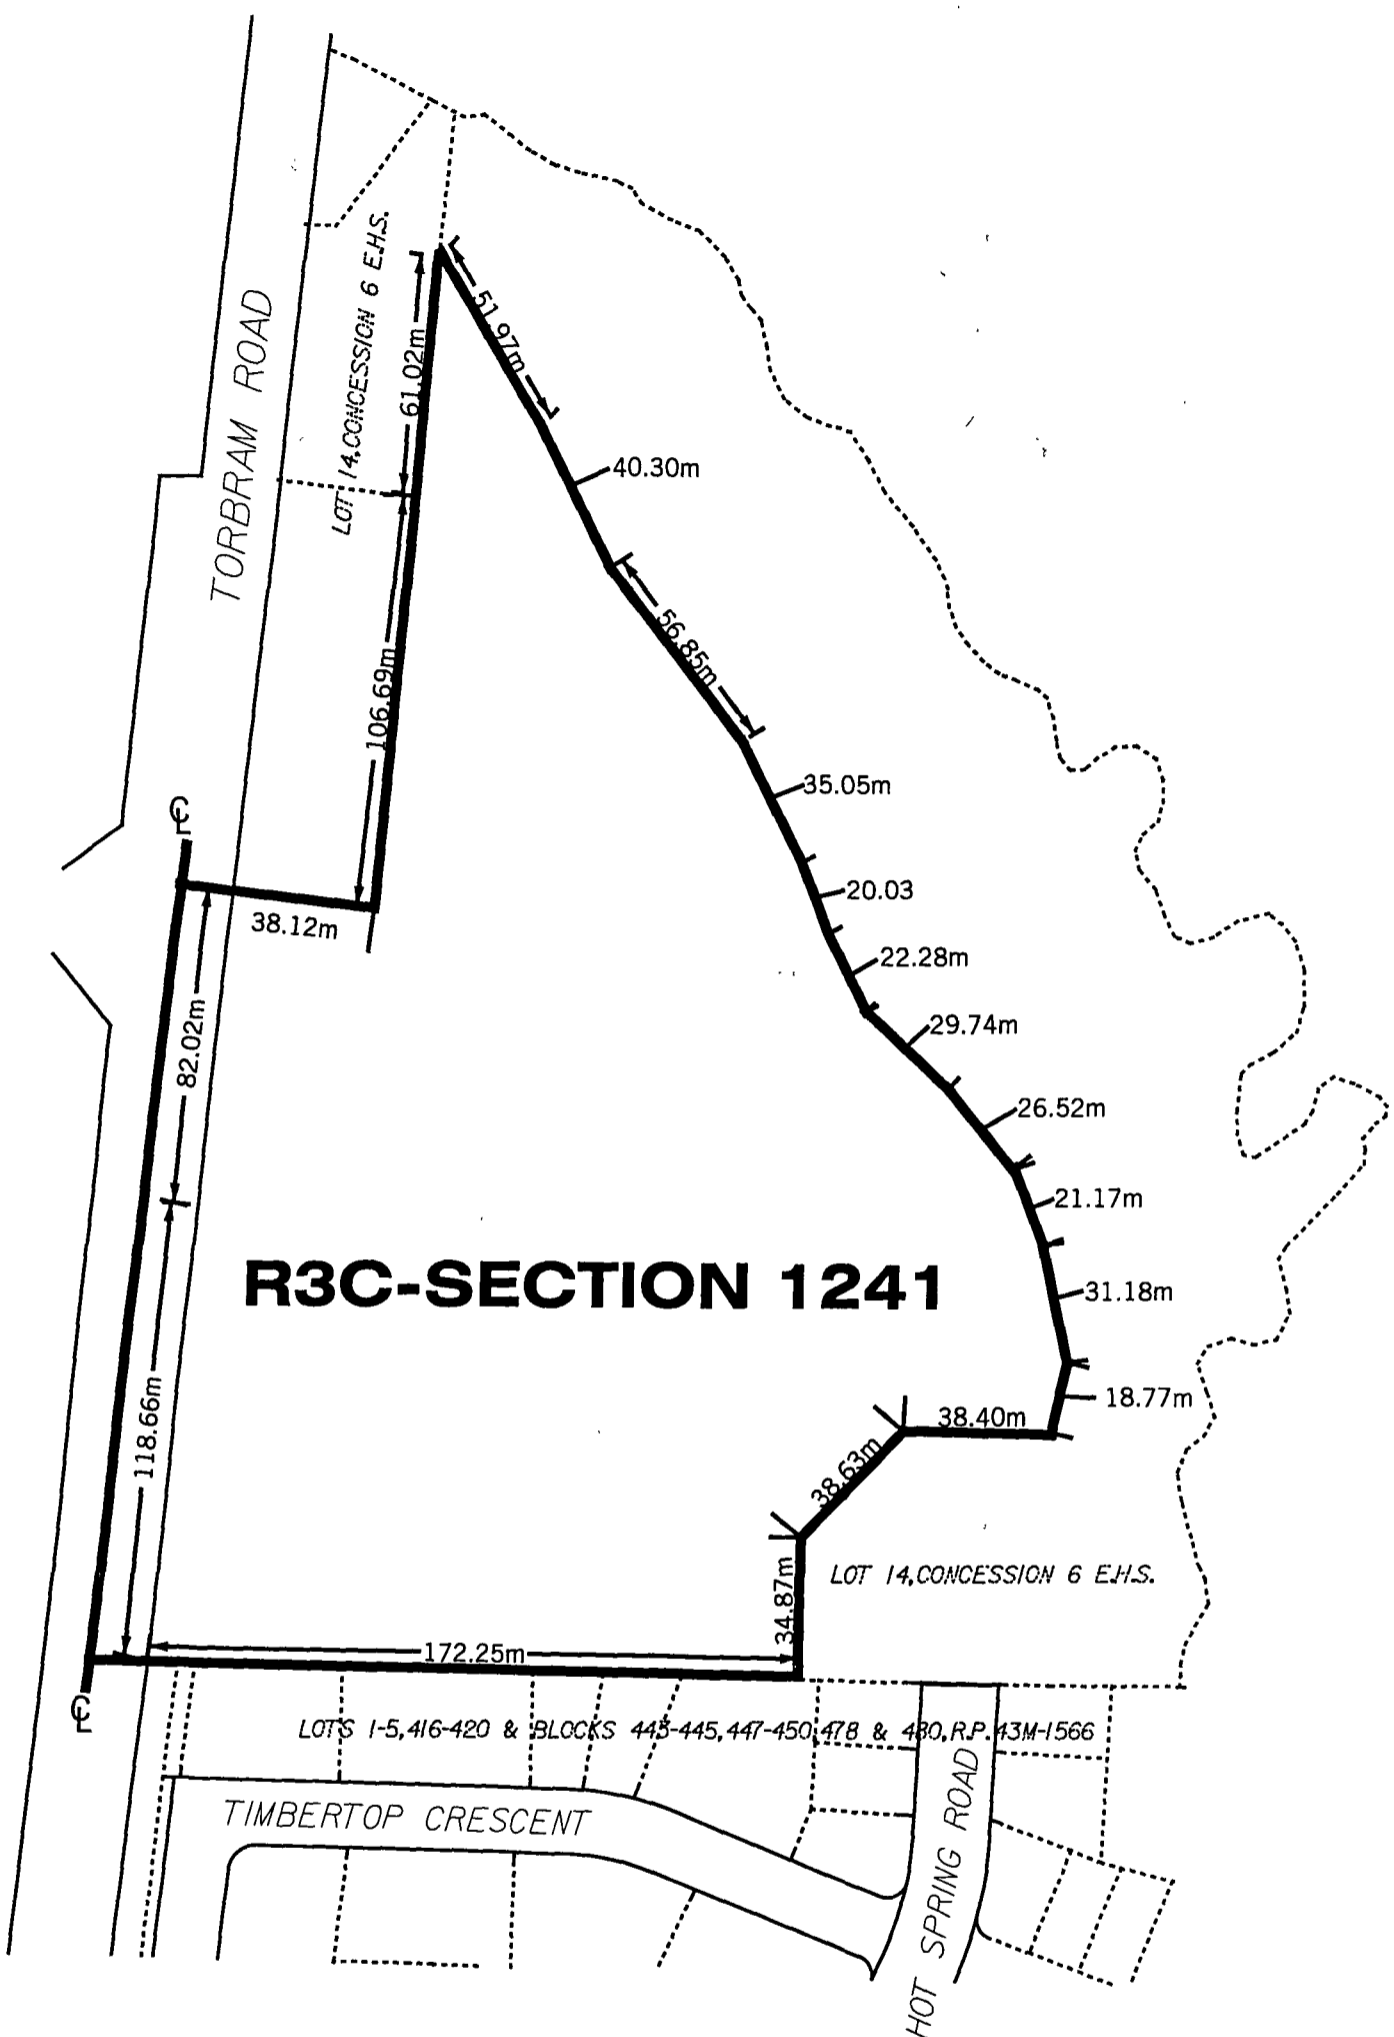 TORBRAM ROAD
LOT 14,CONCESSION 6 E.H.S.
61.02m
51.97m
40.30m
106.69m
56.85m
35.05m
℄
38.12m
20.03
22.28m
82.02m
29.74m
26.52m
21.17m
R3C-SECTION 1241
31.18m
118.66m
18.77m
38.40m
38.63m
34.87m
LOT 14,CONCESSION 6 E.H.S.
172.25m
℄
LOTS 1-5,416-420 & BLOCKS 443-445,447-450,478 & 480,R.P.43M-1566
TIMBERTOP CRESCENT
HOT SPRING ROAD